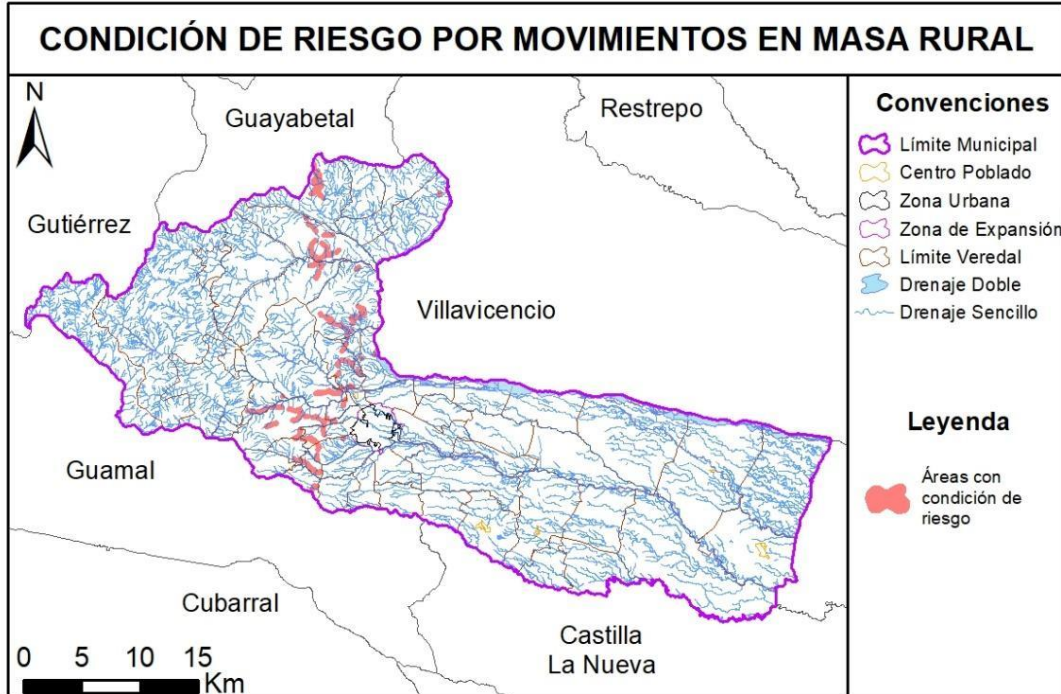 CONDICIÓN DE RIESGO POR MOVIMIENTOS EN MASA RURAL
N
Guayabetal
Restrepo
Gutiérrez
Villavicencio
Guamal
Cubarral
Castilla
La Nueva
0 5 10 15
Km
Convenciones
Límite Municipal
Centro Poblado
Zona Urbana
Zona de Expansión
Límite Veredal
Drenaje Doble
Drenaje Sencillo
Leyenda
Áreas con
condición de
riesgo